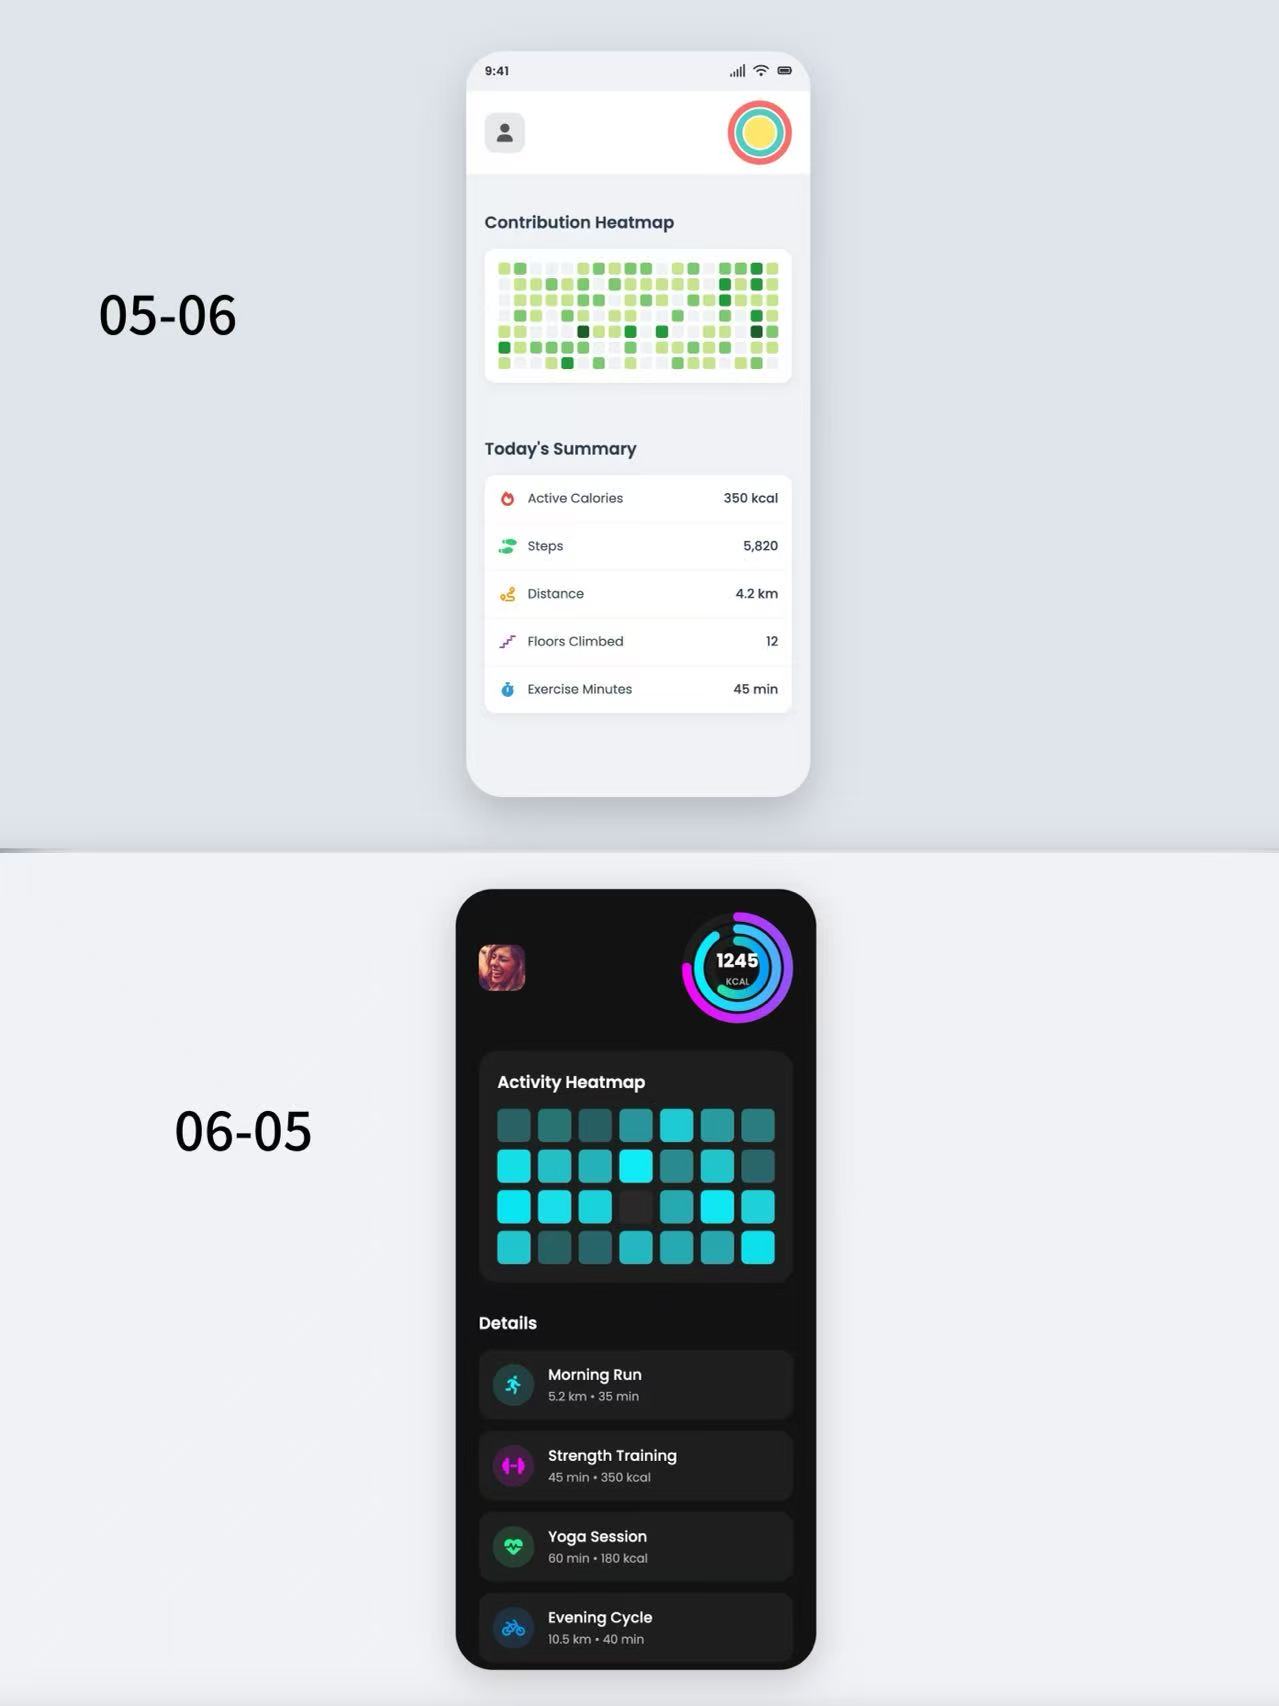 9:41
Contribution Heatmap
05-06
Today's Summary
Active Calories 350 kcal
Steps 5,820
Distance 4.2 km
Floors Climbed 12
Exercise Minutes 45 min
1245
KCAL
Activity Heatmap
06-05
Details
Morning Run
5.2 km • 35 min
Strength Training
45 min • 350 kcal
Yoga Session
60 min • 180 kcal
Evening Cycle
10.5 km • 40 min